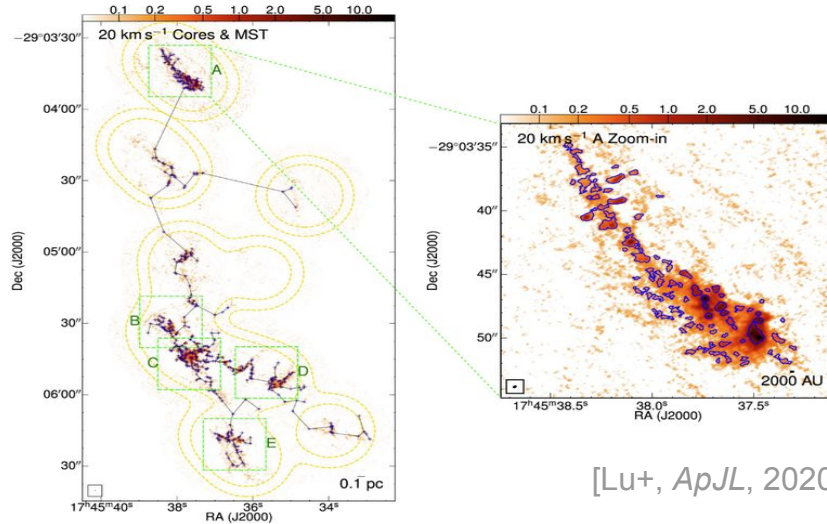 0.1 0.2 0.5 1.0 2.0 5.0 10.0
20 km s⁻¹ Cores & MST
−29°03'30"
04'00"
30"
05'00"
30"
06'00"
30"
Dec (J2000)
A
B
C
D
E
0.1 pc
17ʰ45ᵐ40ˢ 38ˢ 36ˢ 34ˢ
RA (J2000)
0.1 0.2 0.5 1.0 2.0 5.0 10.0
20 km s⁻¹ A Zoom-in
−29°03'35"
40"
45"
50"
Dec (J2000)
2000 AU
17ʰ45ᵐ38.5ˢ 38.0ˢ 37.5ˢ
RA (J2000)
[Lu+, ApJL, 2020